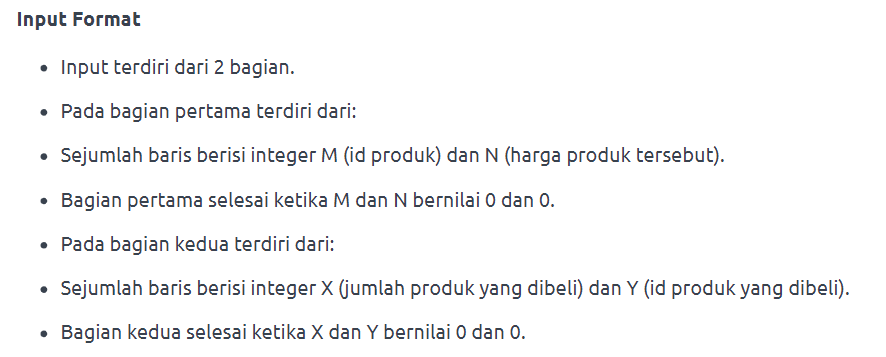 Input Format
• Input terdiri dari 2 bagian.
• Pada bagian pertama terdiri dari:
• Sejumlah baris berisi integer M (id produk) dan N (harga produk tersebut).
• Bagian pertama selesai ketika M dan N bernilai 0 dan 0.
• Pada bagian kedua terdiri dari:
• Sejumlah baris berisi integer X (jumlah produk yang dibeli) dan Y (id produk yang dibeli).
• Bagian kedua selesai ketika X dan Y bernilai 0 dan 0.